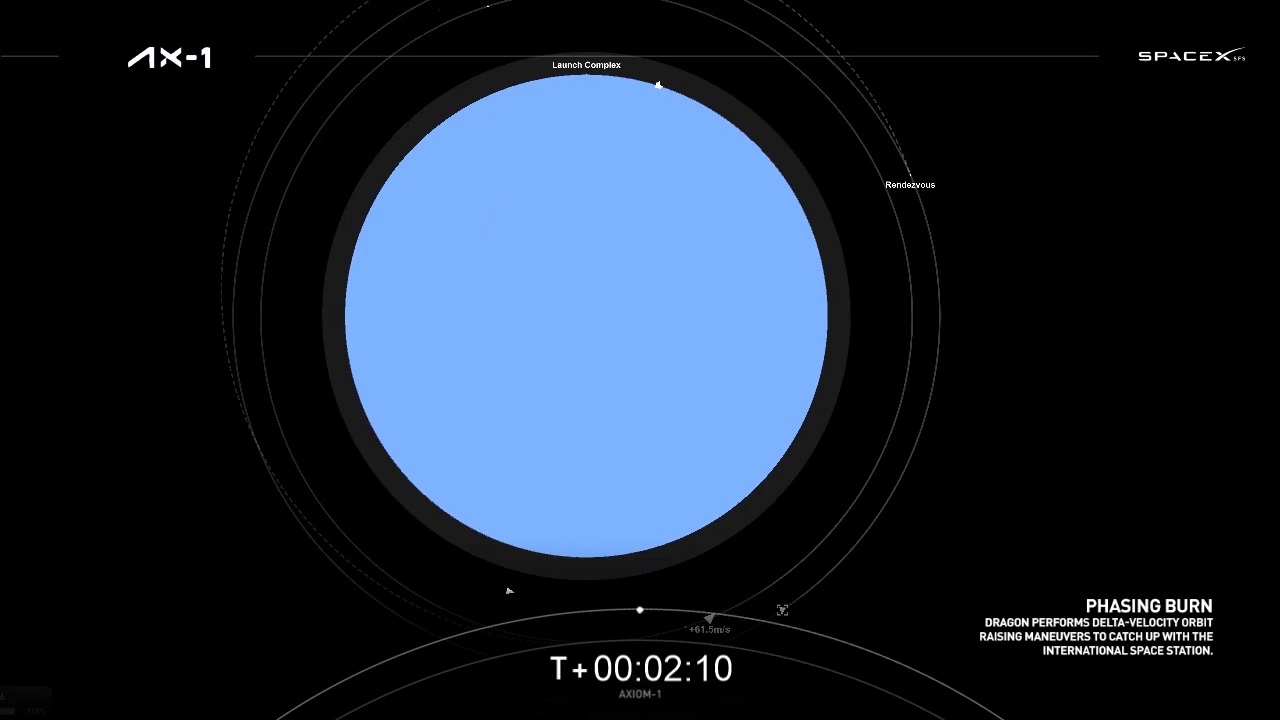 AX-1
SPACEX SFS
Launch Complex
Rendezvous
+61.5m/s
PHASING BURN
DRAGON PERFORMS DELTA-VELOCITY ORBIT
RAISING MANEUVERS TO CATCH UP WITH THE
INTERNATIONAL SPACE STATION.
T+00:02:10
AXIOM-1